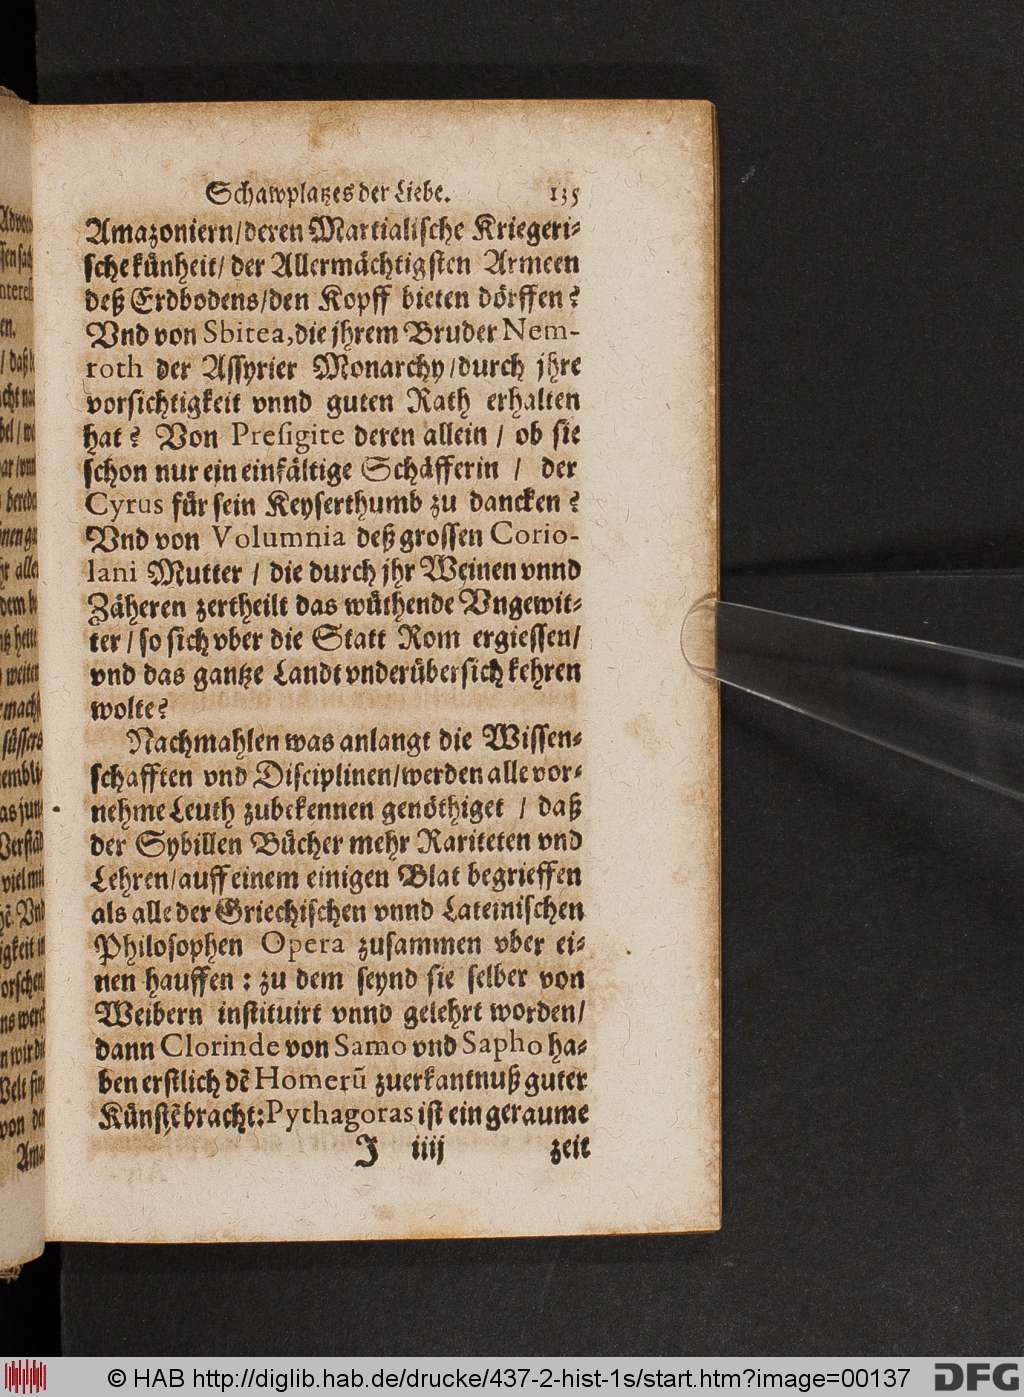 Schawplatzes der Liebe. 135
Amazoniern/deren Martialische Kriegeri-
sche künheit/ der Allermächtigsten Armeen
deß Erdbodens/den Kopff bieten dörffen?
Vnd von Sbitea, die jhrem Bruder Nem-
roth der Assyrier Monarchy/durch jhre
vorsichtigkeit vnnd guten Rath erhalten
hat? Von Presigite deren allein / ob sie
schon nur ein einfältige Schäfferin / der
Cyrus für sein Keyserthumb zu dancken?
Vnd von Volumnia deß grossen Corio-
lani Mutter / die durch jhr Weinen vnnd
Zäheren zertheilt das wüthende Vngewit-
ter / so sich vber die Statt Rom ergiessen/
vnd das gantze Landt vnderübersich kehren
wolte?
Nachmahlen was anlangt die Wissen-
schafften vnd Disciplinen/werden alle vor-
nehme Leuth zubekennen genöthiget / daß
der Sybillen Bücher mehr Rariteten vnd
Lehren/auff einem einigen Blat begrieffen
als alle der Griechischen vnnd Lateinischen
Philosophen Opera zusammen vber ei-
nen hauffen : zu dem seynd sie selber von
Weibern instituirt vnnd gelehrt worden/
dann Clorinde von Samo vnd Sapho ha-
ben erstlich dẽ Homerũ zuerkantnuß guter
Künstẽ bracht: Pythagoras ist ein geraume
J iiij zeit
© HAB http://diglib.hab.de/drucke/437-2-hist-1s/start.htm?image=00137
DFG